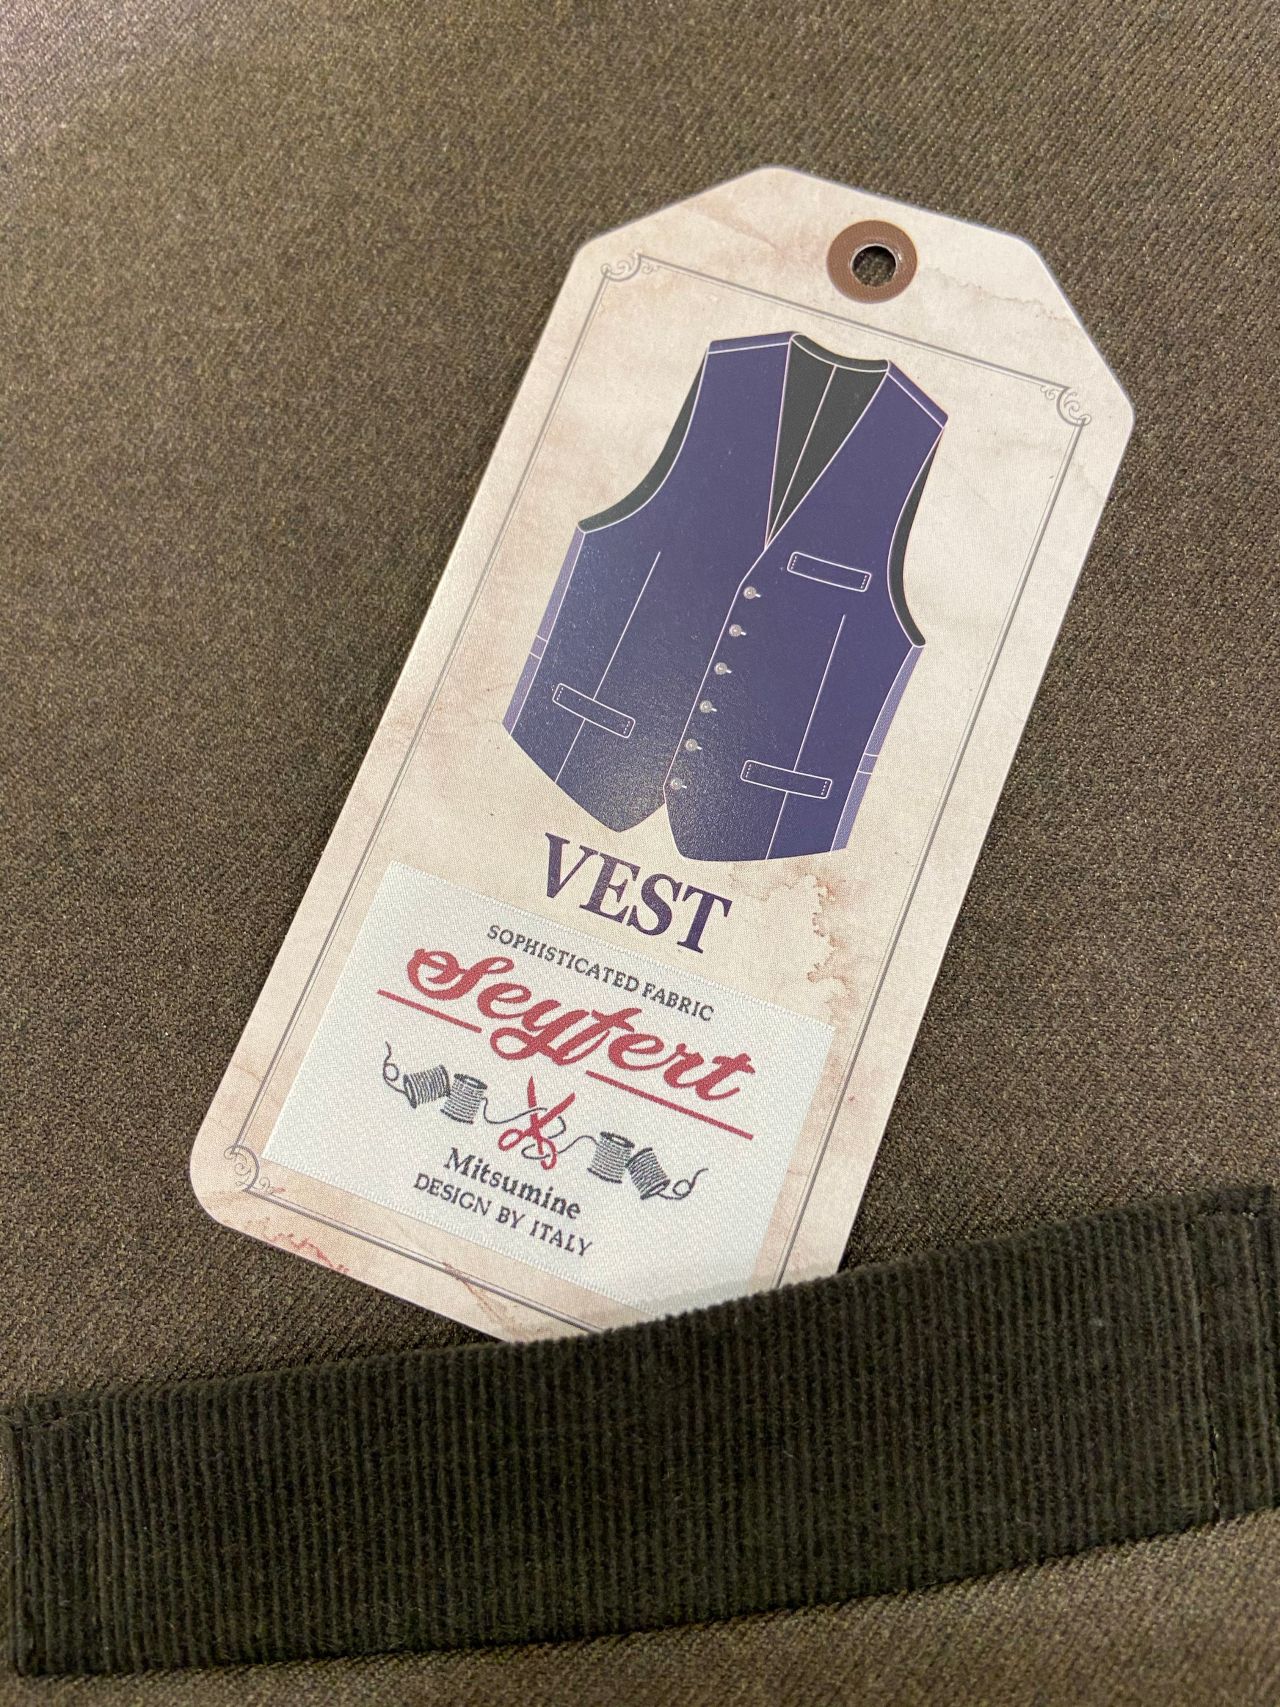 VEST
SOPHISTICATED FABRIC
Seyfert
Mitsumine
DESIGN BY ITALY